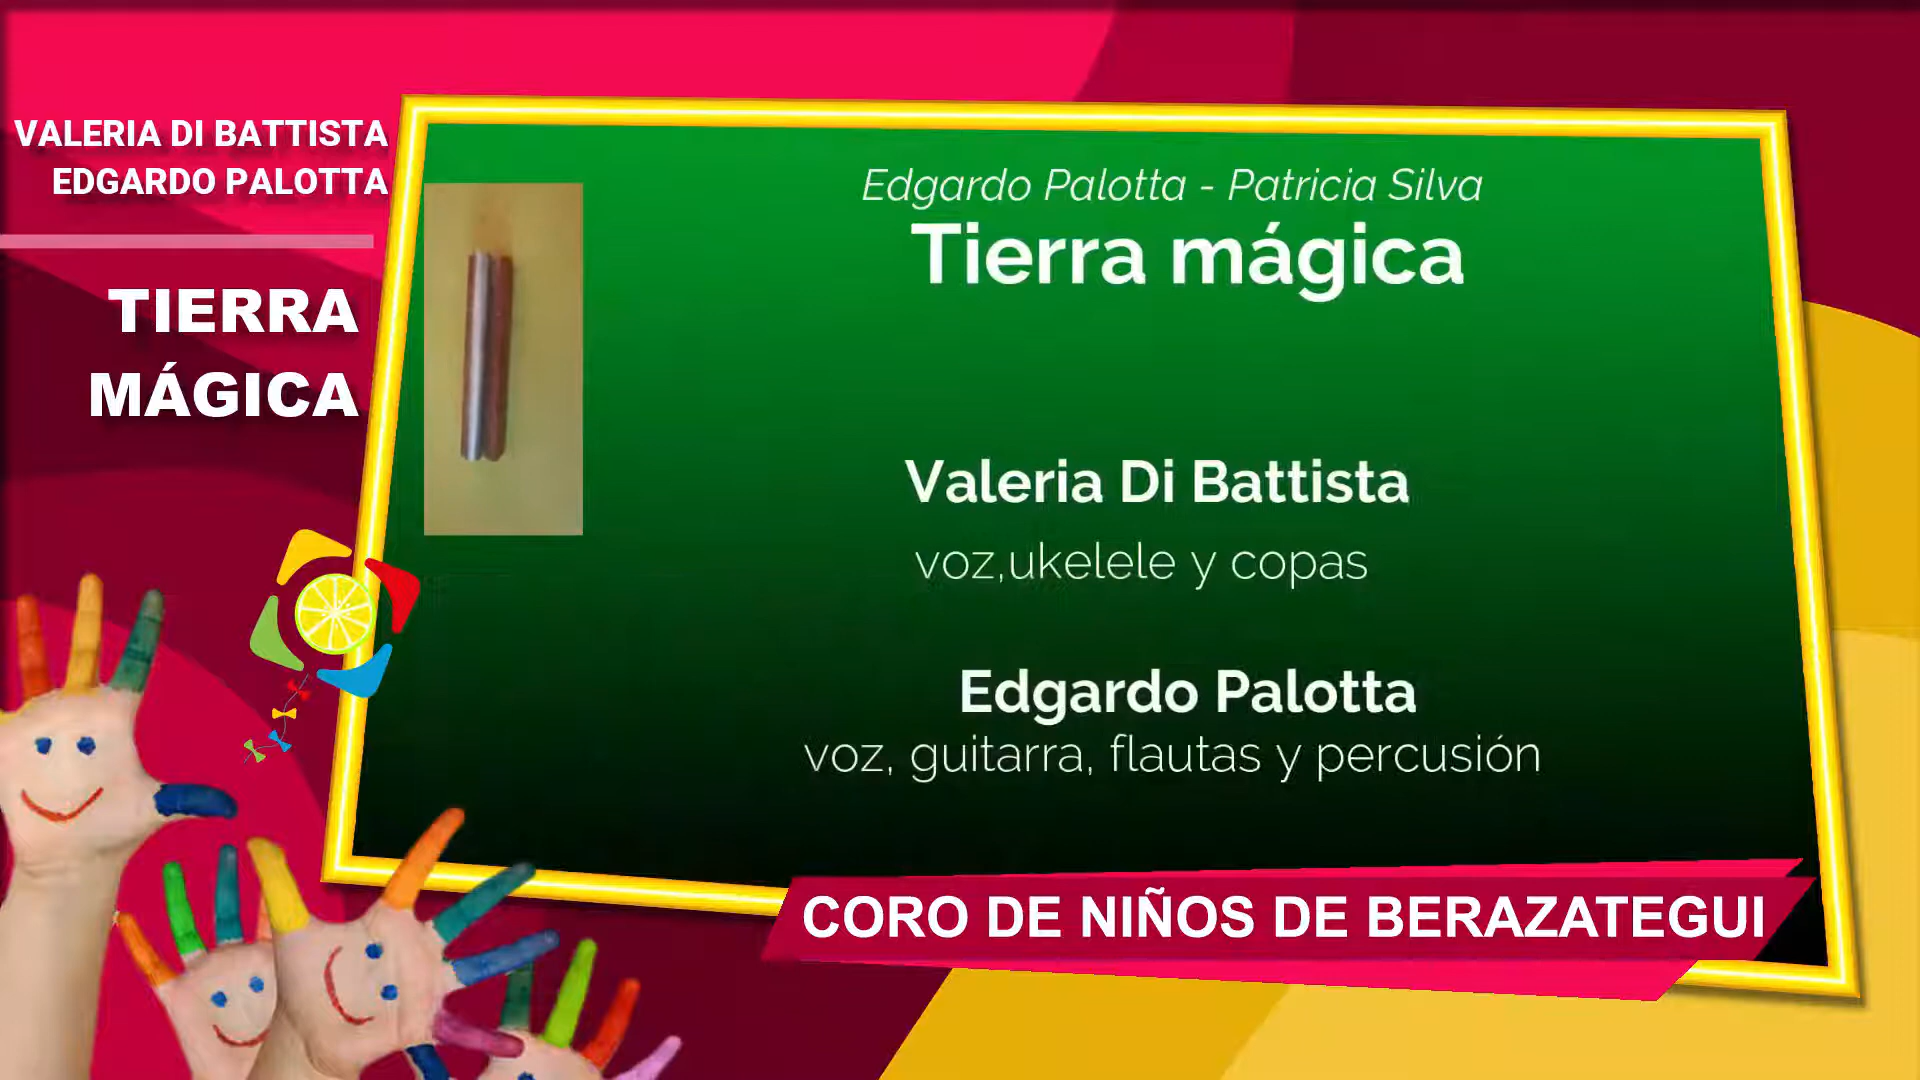 VALERIA DI BATTISTA
EDGARDO PALOTTA
TIERRA
MÁGICA
Edgardo Palotta - Patricia Silva
Tierra mágica
Valeria Di Battista
voz,ukelele y copas
Edgardo Palotta
voz, guitarra, flautas y percusión
CORO DE NIÑOS DE BERAZATEGUI